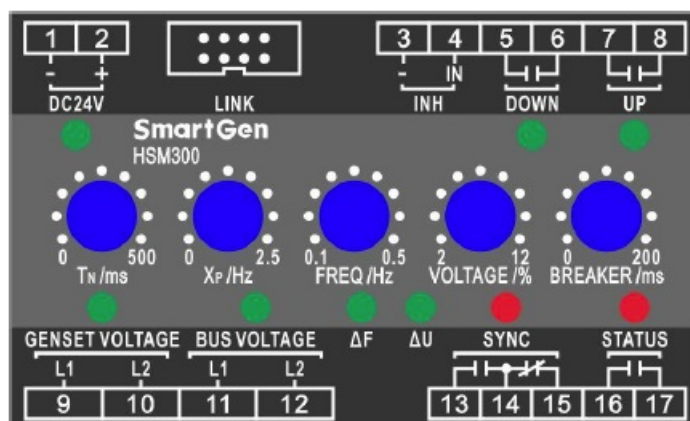 1 2 3 4 5 6 7 8
- + - IN
DC24V LINK INH DOWN UP
SmartGen
HSM300
0 500 0 2.5 0.1 0.5 2 12 0 200
TN/ms XP/Hz FREQ/Hz VOLTAGE/% BREAKER/ms
GENSET VOLTAGE BUS VOLTAGE ΔF ΔU SYNC STATUS
L1 L2 L1 L2
9 10 11 12 13 14 15 16 17